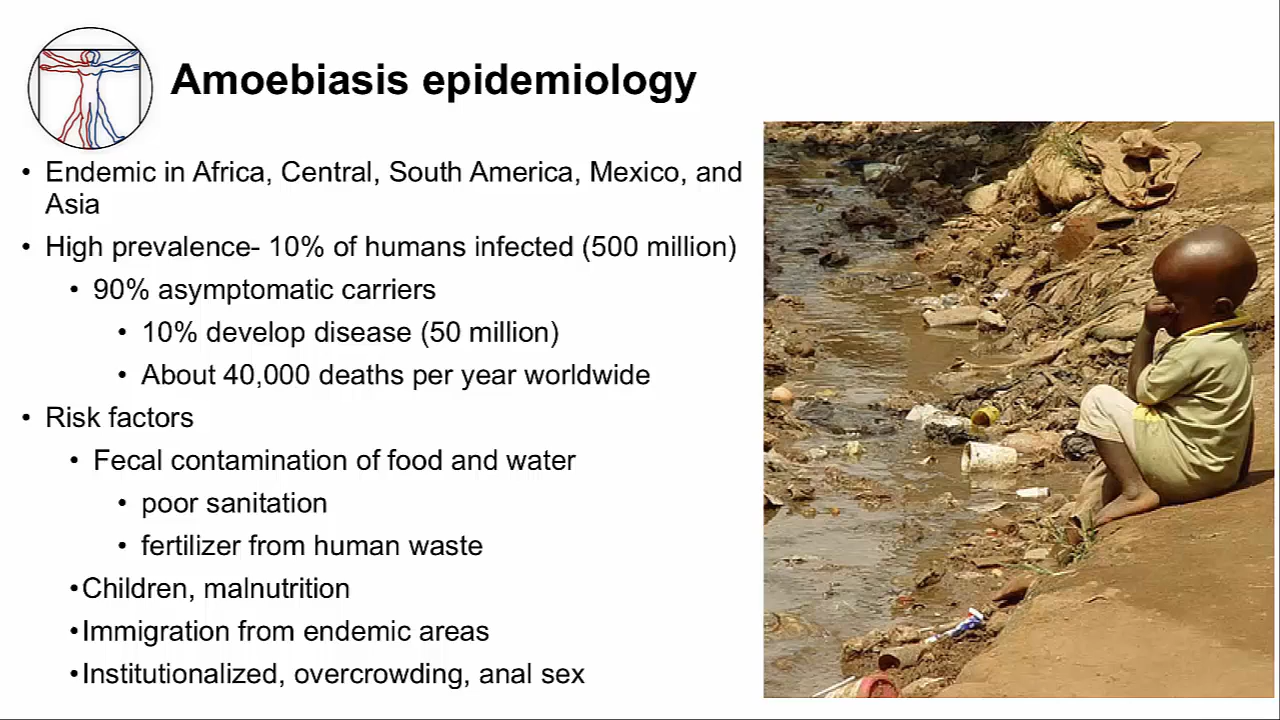 Amoebiasis epidemiology
• Endemic in Africa, Central, South America, Mexico, and
Asia
• High prevalence- 10% of humans infected (500 million)
• 90% asymptomatic carriers
• 10% develop disease (50 million)
• About 40,000 deaths per year worldwide
• Risk factors
• Fecal contamination of food and water
• poor sanitation
• fertilizer from human waste
•Children, malnutrition
•Immigration from endemic areas
•Institutionalized, overcrowding, anal sex